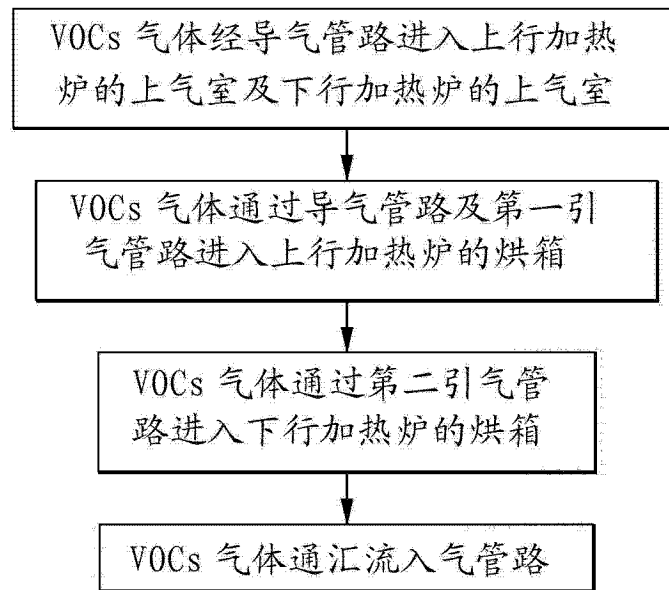 VOCs 气体经导气管路进入上行加热
炉的上气室及下行加热炉的上气室
VOCs 气体通过导气管路及第一引
气管路进入上行加热炉的烘箱
VOCs 气体通过第二引气管
路进入下行加热炉的烘箱
VOCs 气体通汇流入气管路